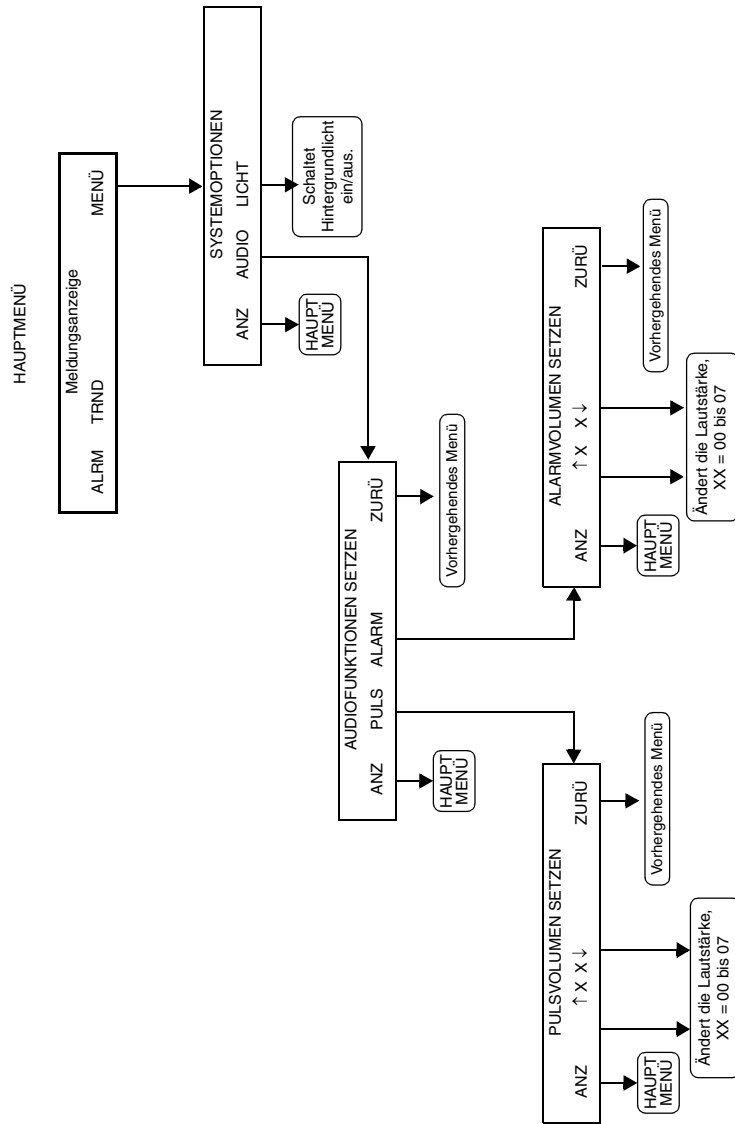 HAUPTMENÜ
Meldungsanzeige
ALRM TRND MENÜ
SYSTEMOPTIONEN
ANZ AUDIO LICHT
HAUPT
MENÜ
Schaltet
Hintergrundlicht
ein/aus.
AUDIOFUNKTIONEN SETZEN
ANZ PULS ALARM ZURÜ
HAUPT
MENÜ
Vorhergehendes Menü
PULSVOLUMEN SETZEN
ANZ ↑ X X ↓ ZURÜ
HAUPT
MENÜ
Ändert die Lautstärke,
XX = 00 bis 07
Vorhergehendes Menü
ALARMVOLUMEN SETZEN
ANZ ↑ X X ↓ ZURÜ
HAUPT
MENÜ
Ändert die Lautstärke,
XX = 00 bis 07
Vorhergehendes Menü